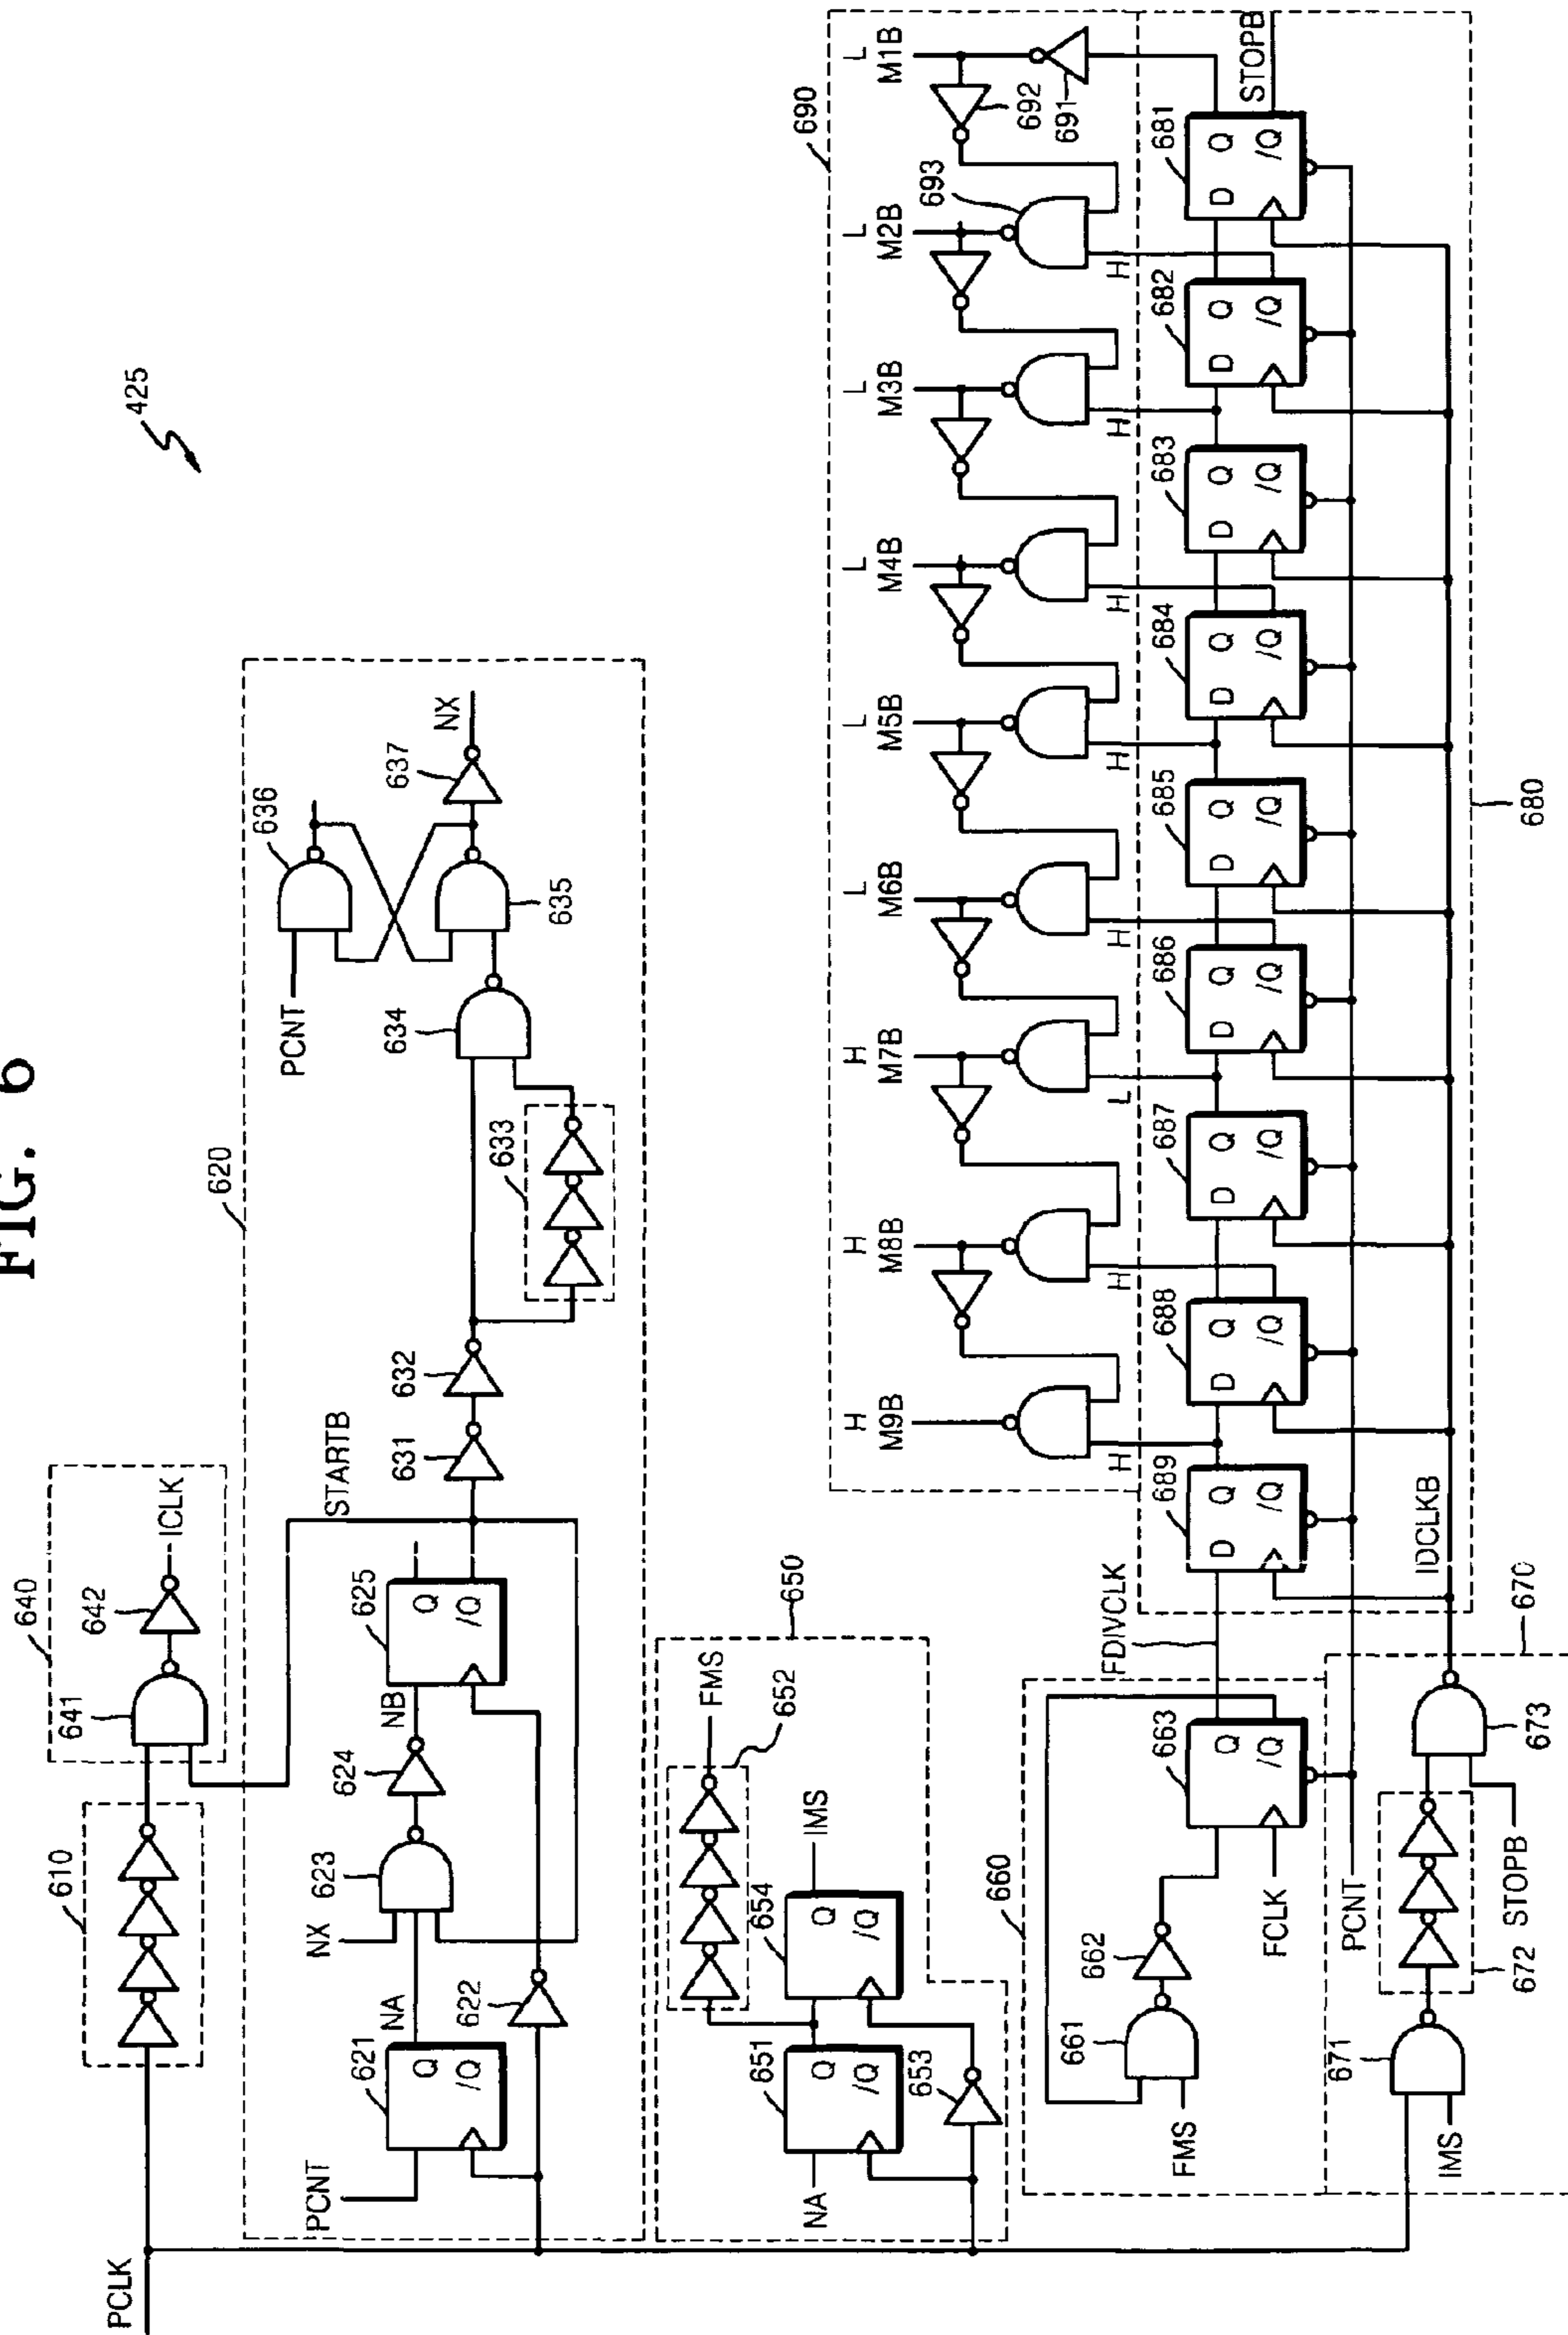 FIG. 6
425
PCLK
610
640
641
642
ICLK
620
PCNT
621
Q
/Q
NA
622
NX
623
624
NB
625
Q
/Q
STARTB
631
632
633
634
PCNT
636
635
637
NX
650
NA
651
Q
/Q
653
654
Q
/Q
IMS
652
FMS
660
FMS
661
662
663
Q
/Q
FCLK
PCNT
FDIVCLK
670
IMS
671
672
STOPB
673
IDCLKB
680
689
D Q
/Q
688
D Q
/Q
687
D Q
/Q
686
D Q
/Q
685
D Q
/Q
684
D Q
/Q
683
D Q
/Q
682
D Q
/Q
681
D Q
/Q
STOPB
690
H H H L L L L L L
M9B M8B M7B M6B M5B M4B M3B M2B M1B
H H L H H H H H
693
692
691